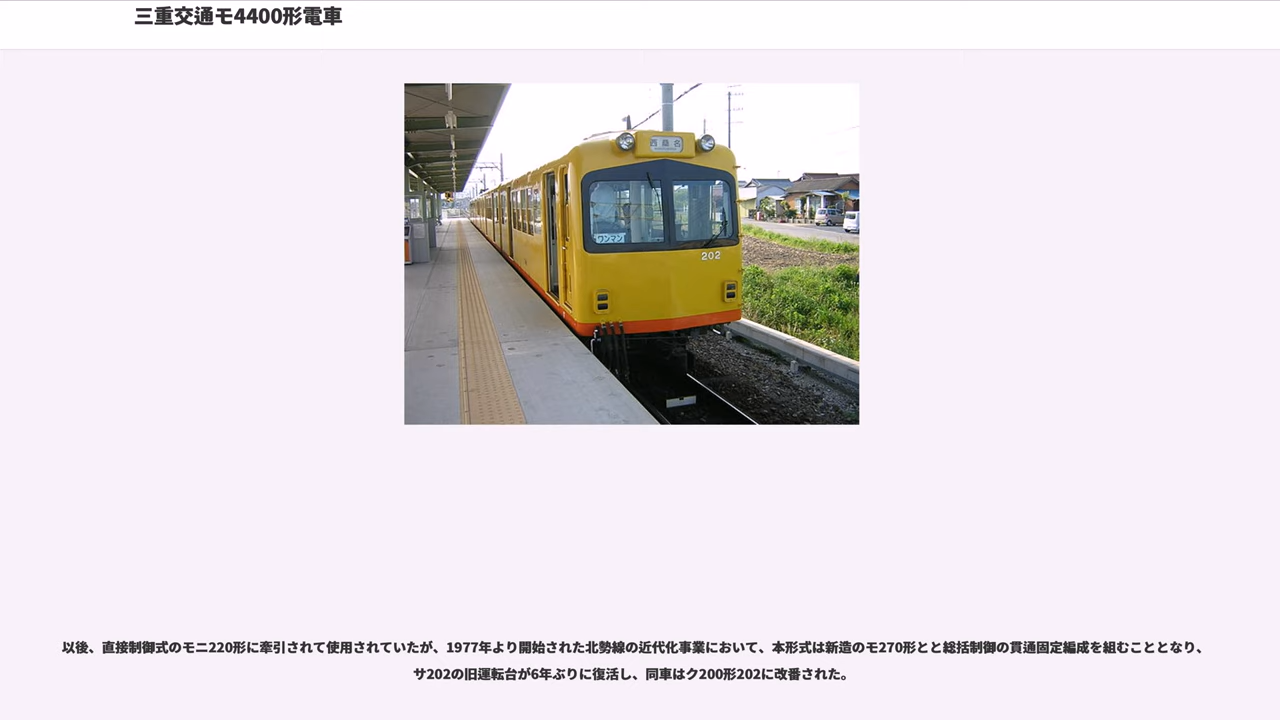 三重交通モ4400形電車
西桑名
ワンマン
202
以後、直接制御式のモニ220形に牽引されて使用されていたが、1977年より開始された北勢線の近代化事業において、本形式は新造のモ270形とと総括制御の貫通固定編成を組むこととなり、
サ202の旧運転台が6年ぶりに復活し、同車はク200形202に改番された。